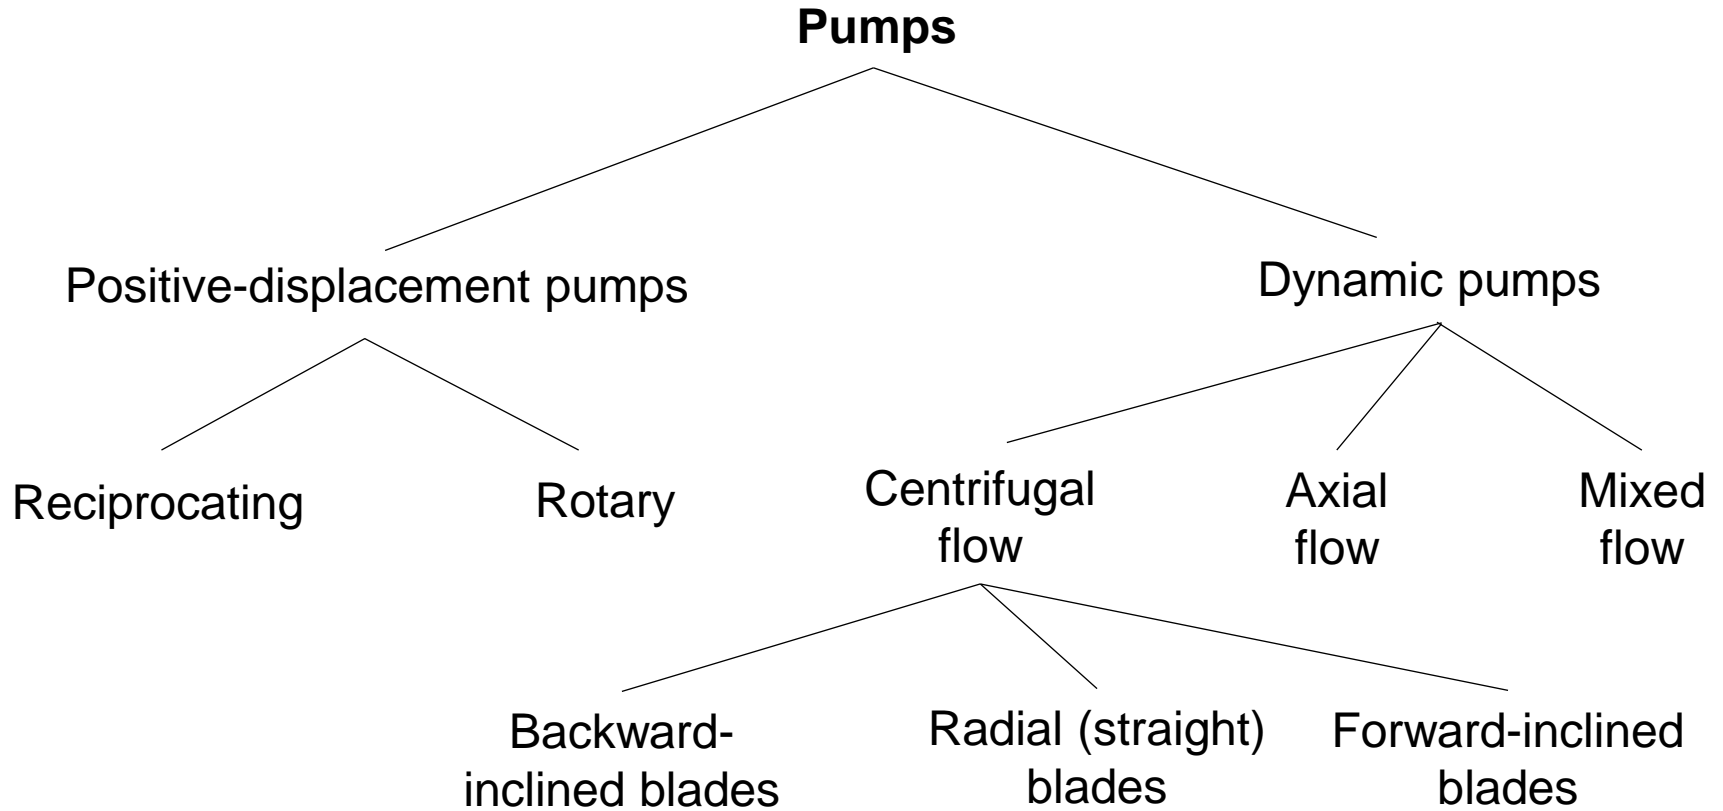 Pumps
Positive-displacement pumps
Dynamic pumps
Reciprocating
Rotary
Centrifugal
flow
Axial
flow
Mixed
flow
Backward-
inclined blades
Radial (straight)
blades
Forward-inclined
blades